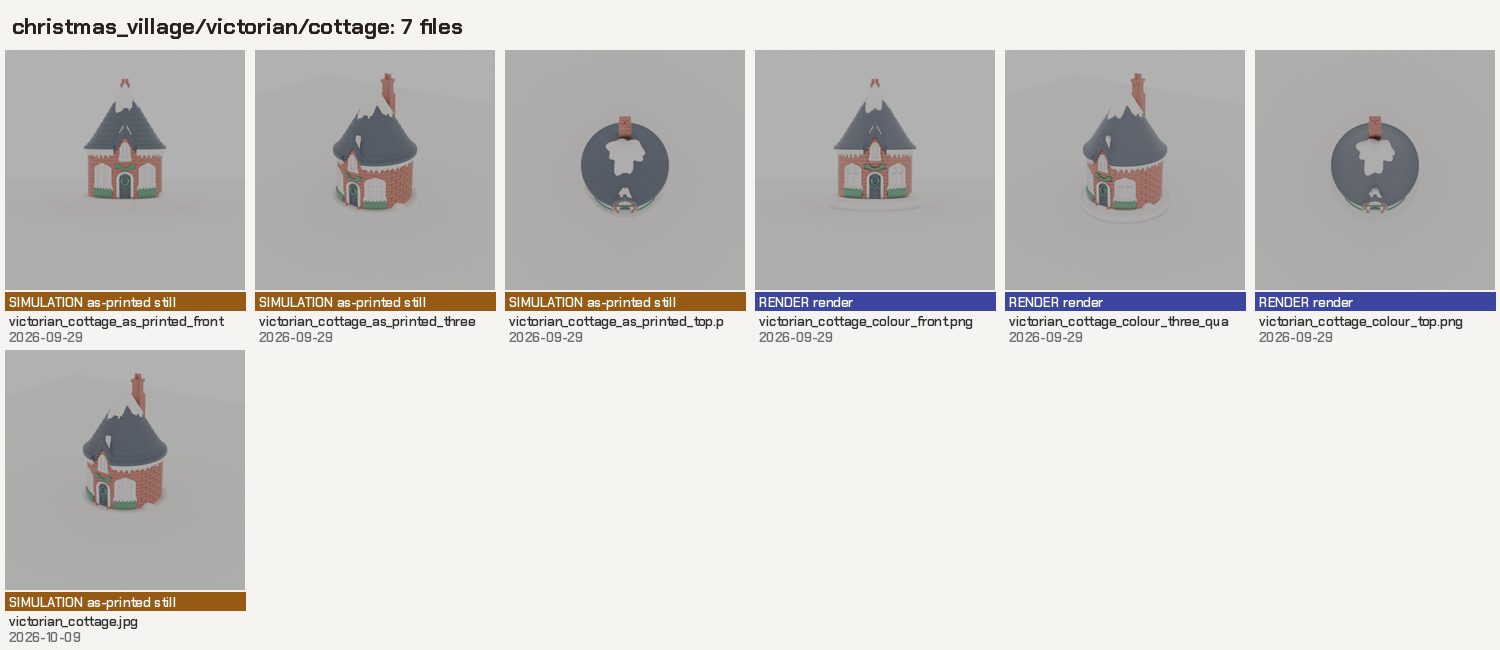 christmas_village/victorian/cottage: 7 files
SIMULATION as-printed still
victorian_cottage_as_printed_front
2026-09-29
SIMULATION as-printed still
victorian_cottage_as_printed_three
2026-09-29
SIMULATION as-printed still
victorian_cottage_as_printed_top.p
2026-09-29
RENDER render
victorian_cottage_colour_front.png
2026-09-29
RENDER render
victorian_cottage_colour_three_qua
2026-09-29
RENDER render
victorian_cottage_colour_top.png
2026-09-29
SIMULATION as-printed still
victorian_cottage.jpg
2026-10-09